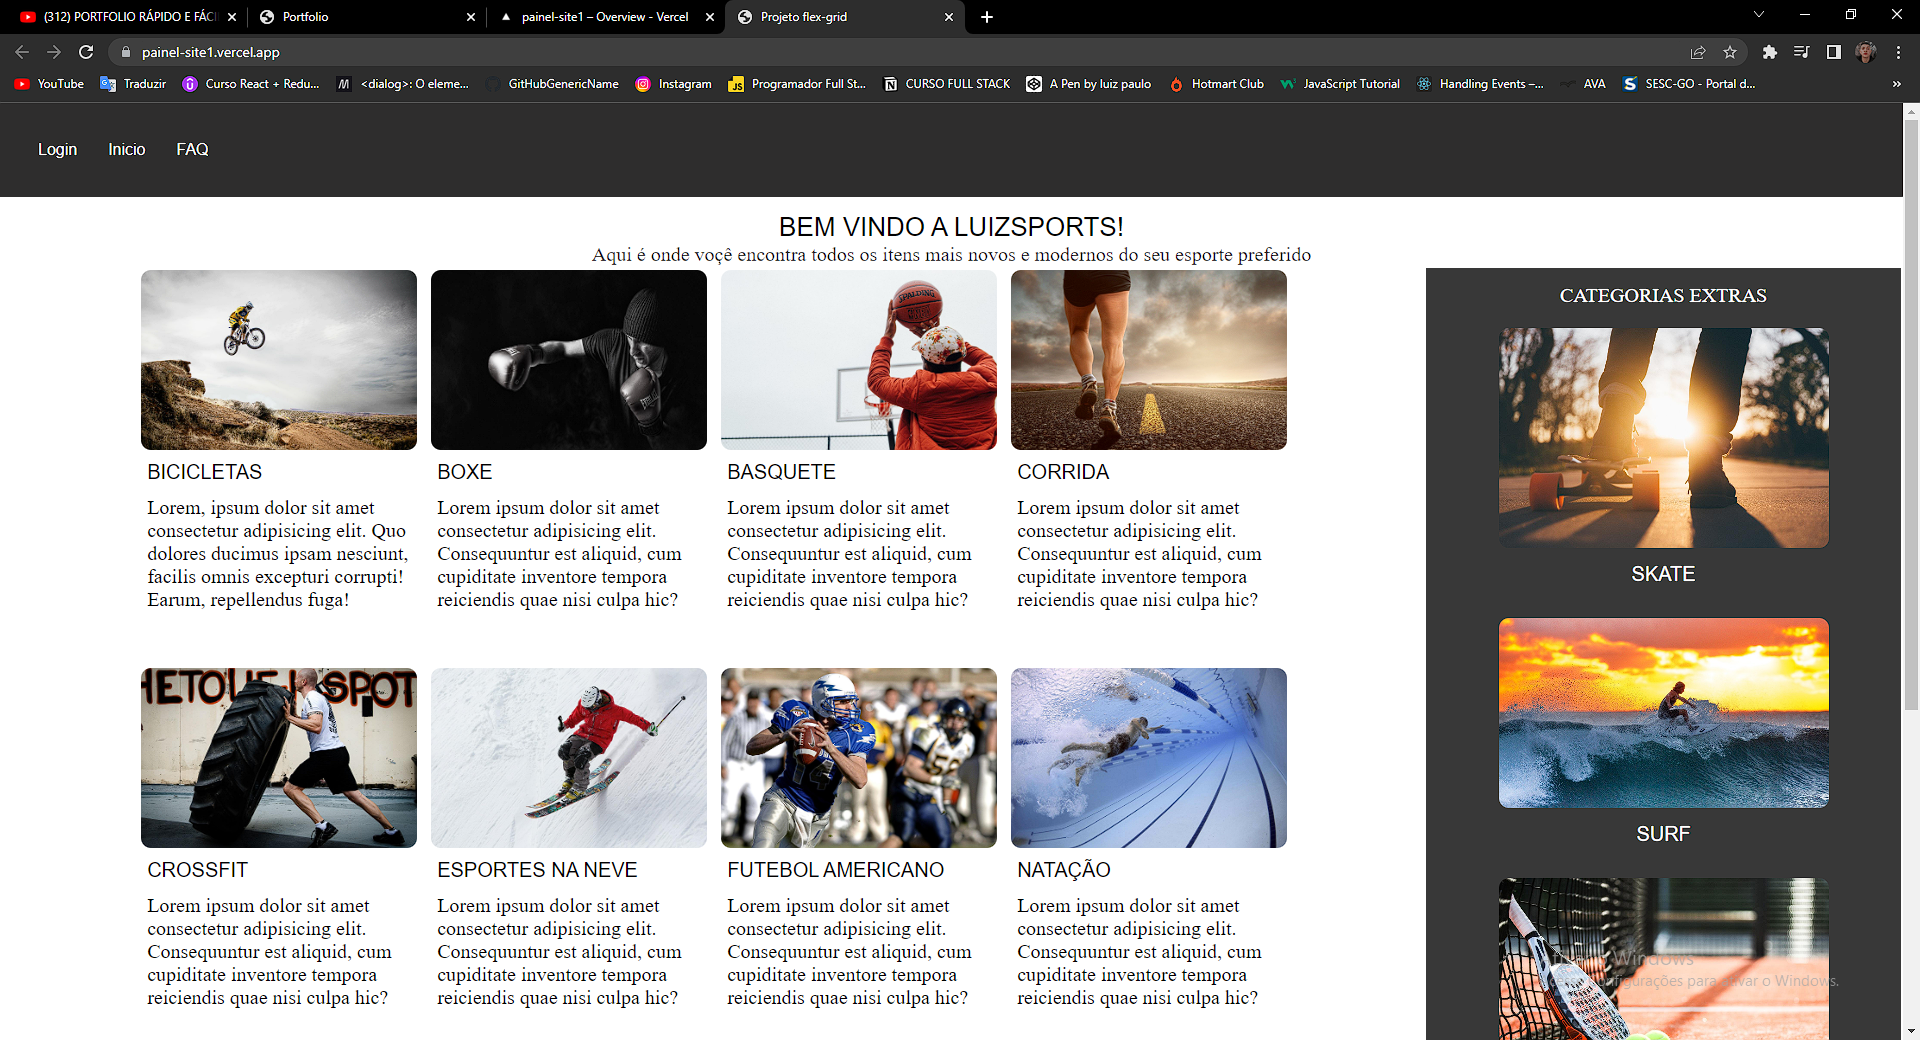 (312) PORTFOLIO RÁPIDO E FÁCI
Portfolio
painel-site1 – Overview - Vercel
Projeto flex-grid
painel-site1.vercel.app
YouTube
Traduzir
Curso React + Redu...
<dialog>: O eleme...
GitHubGenericName
Instagram
Programador Full St...
CURSO FULL STACK
A Pen by luiz paulo
Hotmart Club
JavaScript Tutorial
Handling Events –...
AVA
SESC-GO - Portal d...
Login
Inicio
FAQ
BEM VINDO A LUIZSPORTS!
Aqui é onde voçê encontra todos os itens mais novos e modernos do seu esporte preferido
SPALDING
BICICLETAS
Lorem, ipsum dolor sit amet
consectetur adipisicing elit. Quo
dolores ducimus ipsam nesciunt,
facilis omnis excepturi corrupti!
Earum, repellendus fuga!
BOXE
Lorem ipsum dolor sit amet
consectetur adipisicing elit.
Consequuntur est aliquid, cum
cupiditate inventore tempora
reiciendis quae nisi culpa hic?
BASQUETE
Lorem ipsum dolor sit amet
consectetur adipisicing elit.
Consequuntur est aliquid, cum
cupiditate inventore tempora
reiciendis quae nisi culpa hic?
CORRIDA
Lorem ipsum dolor sit amet
consectetur adipisicing elit.
Consequuntur est aliquid, cum
cupiditate inventore tempora
reiciendis quae nisi culpa hic?
CROSSFIT
Lorem ipsum dolor sit amet
consectetur adipisicing elit.
Consequuntur est aliquid, cum
cupiditate inventore tempora
reiciendis quae nisi culpa hic?
ESPORTES NA NEVE
Lorem ipsum dolor sit amet
consectetur adipisicing elit.
Consequuntur est aliquid, cum
cupiditate inventore tempora
reiciendis quae nisi culpa hic?
FUTEBOL AMERICANO
Lorem ipsum dolor sit amet
consectetur adipisicing elit.
Consequuntur est aliquid, cum
cupiditate inventore tempora
reiciendis quae nisi culpa hic?
NATAÇÃO
Lorem ipsum dolor sit amet
consectetur adipisicing elit.
Consequuntur est aliquid, cum
cupiditate inventore tempora
reiciendis quae nisi culpa hic?
CATEGORIAS EXTRAS
SKATE
SURF
Windows
para ativar o Windows.